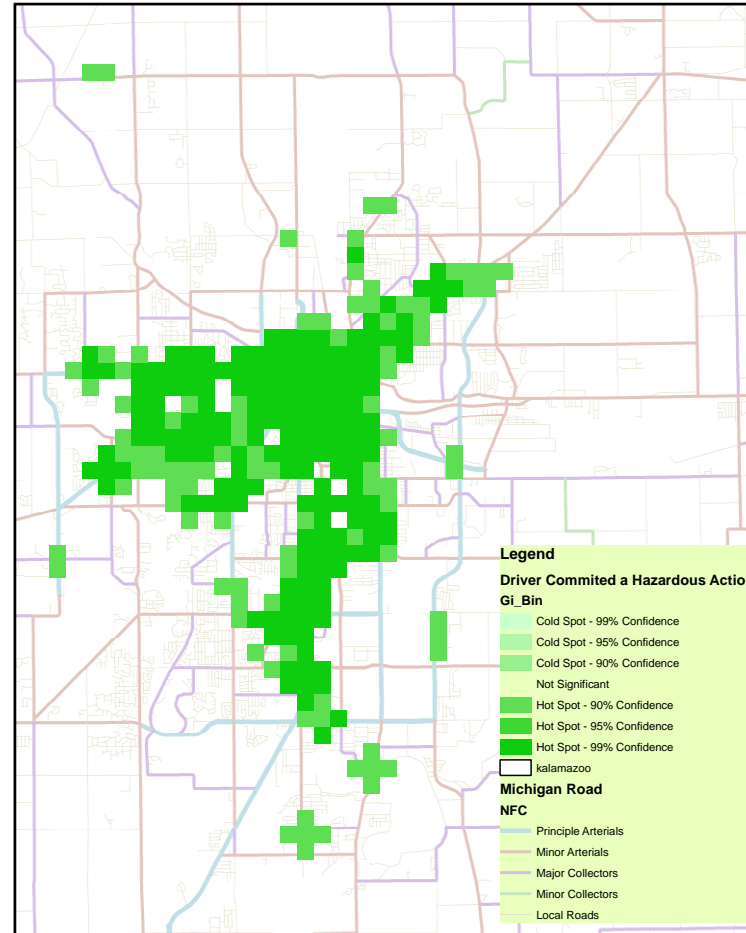 Legend
Driver Commited a Hazardous Actio
Gi_Bin
Cold Spot - 99% Confidence
Cold Spot - 95% Confidence
Cold Spot - 90% Confidence
Not Significant
Hot Spot - 90% Confidence
Hot Spot - 95% Confidence
Hot Spot - 99% Confidence
kalamazoo
Michigan Road
NFC
Principle Arterials
Minor Arterials
Major Collectors
Minor Collectors
Local Roads